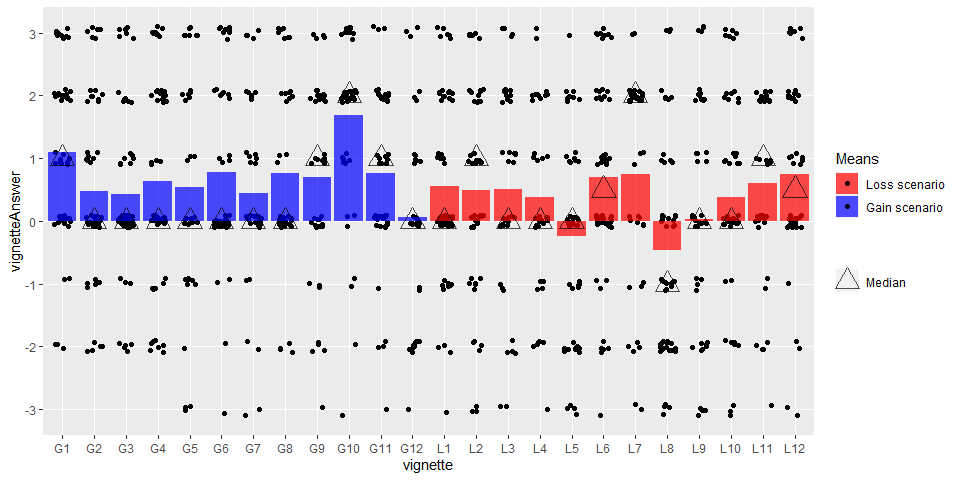 3
2
1
0
-1
-2
-3
vignetteAnswer
G1 G2 G3 G4 G5 G6 G7 G8 G9 G10 G11 G12 L1 L2 L3 L4 L5 L6 L7 L8 L9 L10 L11 L12
vignette
Means
Loss scenario
Gain scenario
Median